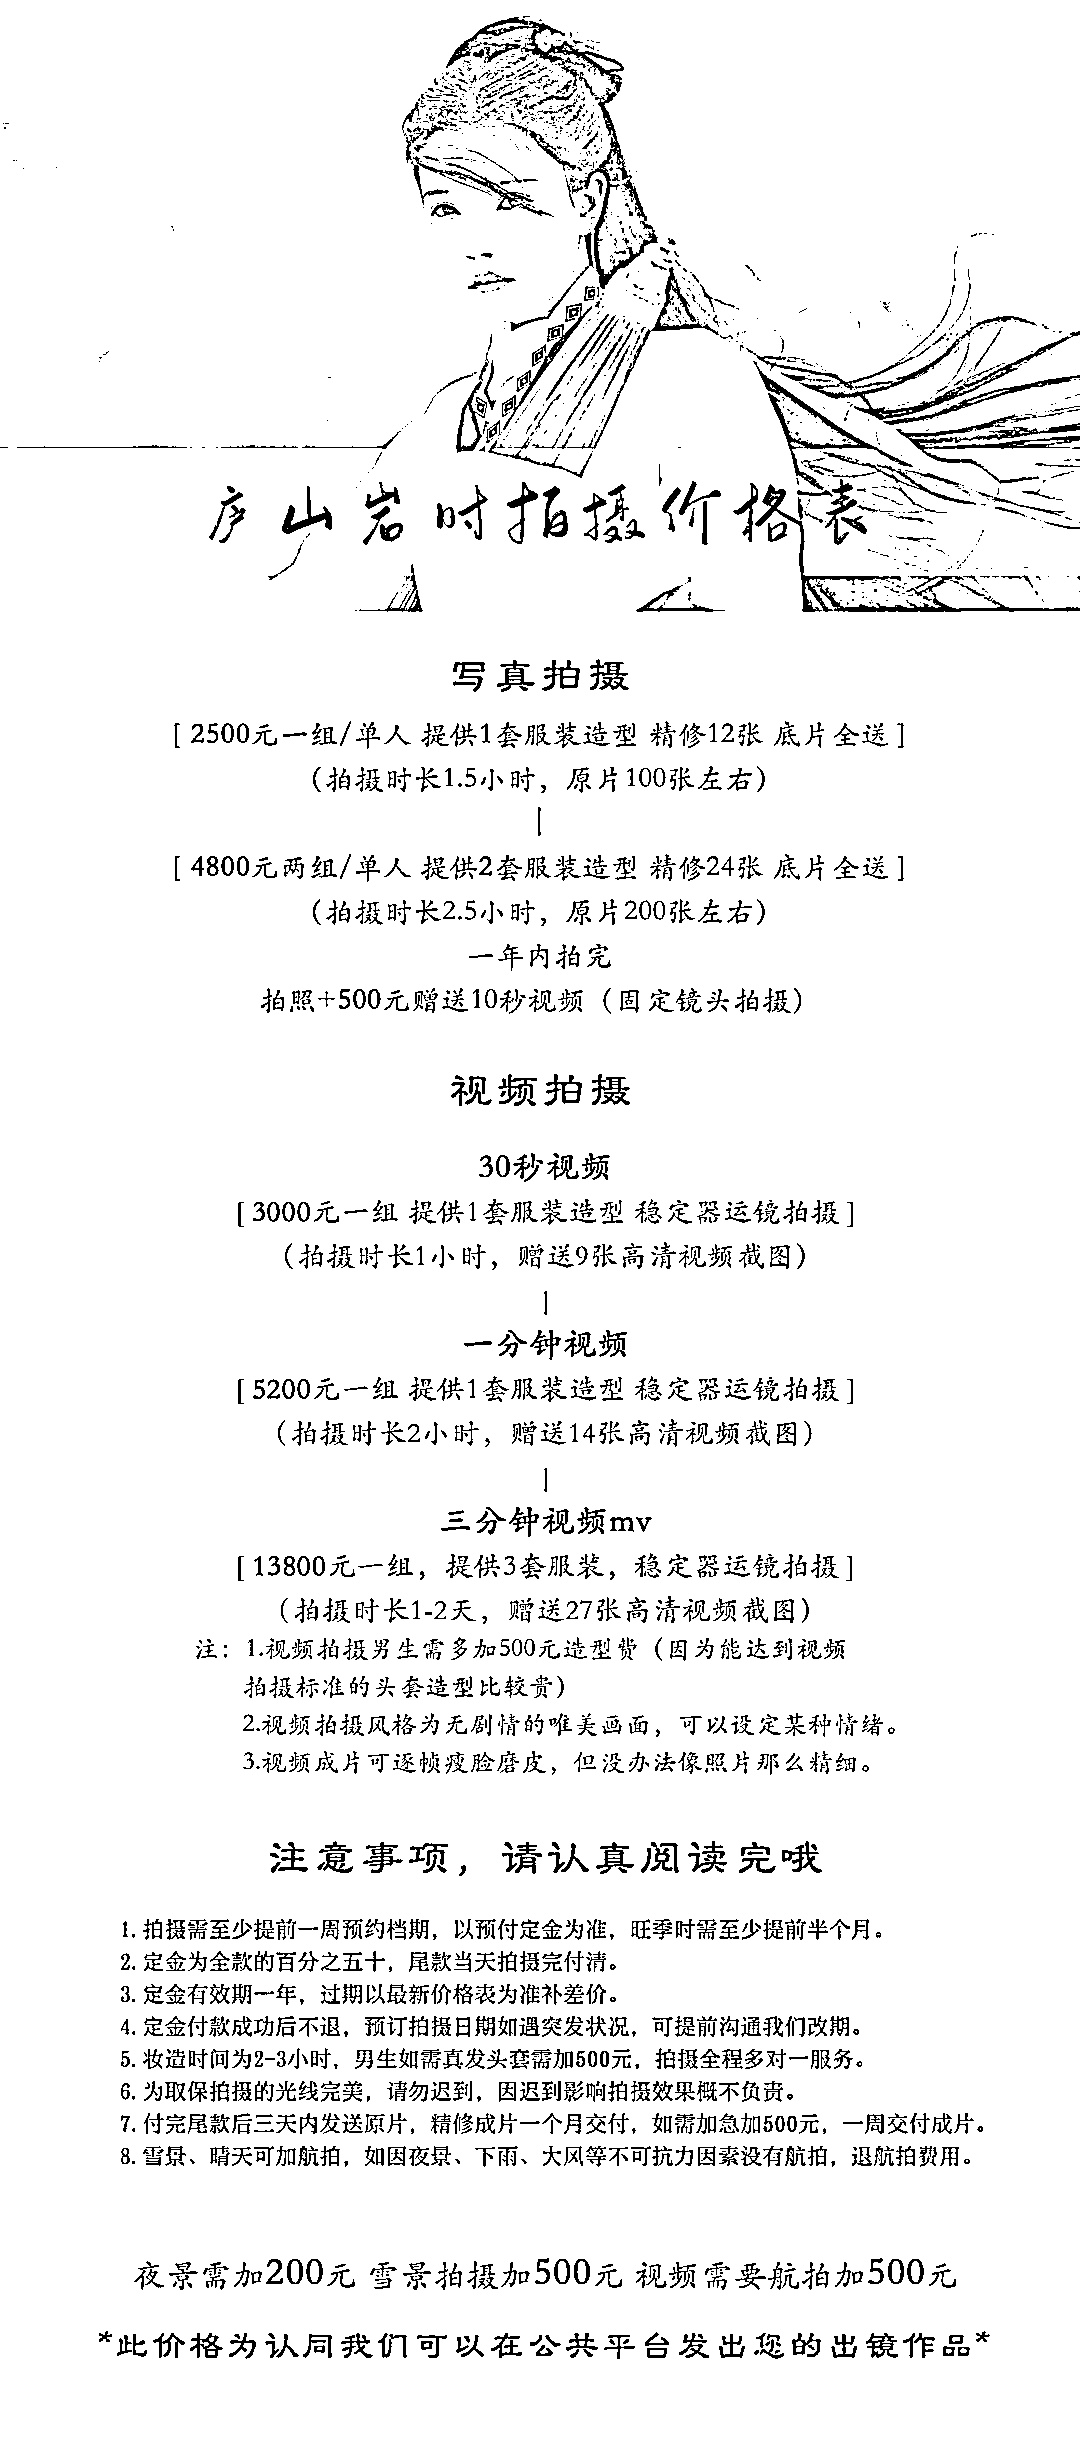 庐山岩时拍摄价格表
写真拍摄
[ 2500元一组/单人 提供1套服装造型 精修12张 底片全送 ]
（拍摄时长1.5小时，原片100张左右）
|
[ 4800元两组/单人 提供2套服装造型 精修24张 底片全送 ]
（拍摄时长2.5小时，原片200张左右）
一年内拍完
拍照+500元赠送10秒视频（固定镜头拍摄）
视频拍摄
30秒视频
[ 3000元一组 提供1套服装造型 稳定器运镜拍摄 ]
（拍摄时长1小时，赠送9张高清视频截图）
|
一分钟视频
[ 5200元一组 提供1套服装造型 稳定器运镜拍摄 ]
（拍摄时长2小时，赠送14张高清视频截图）
|
三分钟视频mv
[ 13800元一组，提供3套服装，稳定器运镜拍摄 ]
（拍摄时长1-2天，赠送27张高清视频截图）
注：1.视频拍摄男生需多加500元造型费（因为能达到视频
拍摄标准的头套造型比较贵）
2.视频拍摄风格为无剧情的唯美画面，可以设定某种情绪。
3.视频成片可逐帧瘦脸磨皮，但没办法像照片那么精细。
注意事项，请认真阅读完哦
1. 拍摄需至少提前一周预约档期，以预付定金为准，旺季时需至少提前半个月。
2. 定金为全款的百分之五十，尾款当天拍摄完付清。
3. 定金有效期一年，过期以最新价格表为准补差价。
4. 定金付款成功后不退，预订拍摄日期如遇突发状况，可提前沟通我们改期。
5. 妆造时间为2-3小时，男生如需真发头套需加500元，拍摄全程多对一服务。
6. 为取保拍摄的光线完美，请勿迟到，因迟到影响拍摄效果概不负责。
7. 付完尾款后三天内发送原片，精修成片一个月交付，如需加急加500元，一周交付成片。
8. 雪景、晴天可加航拍，如因夜景、下雨、大风等不可抗力因素没有航拍，退航拍费用。
夜景需加200元 雪景拍摄加500元 视频需要航拍加500元
*此价格为认同我们可以在公共平台发出您的出镜作品*